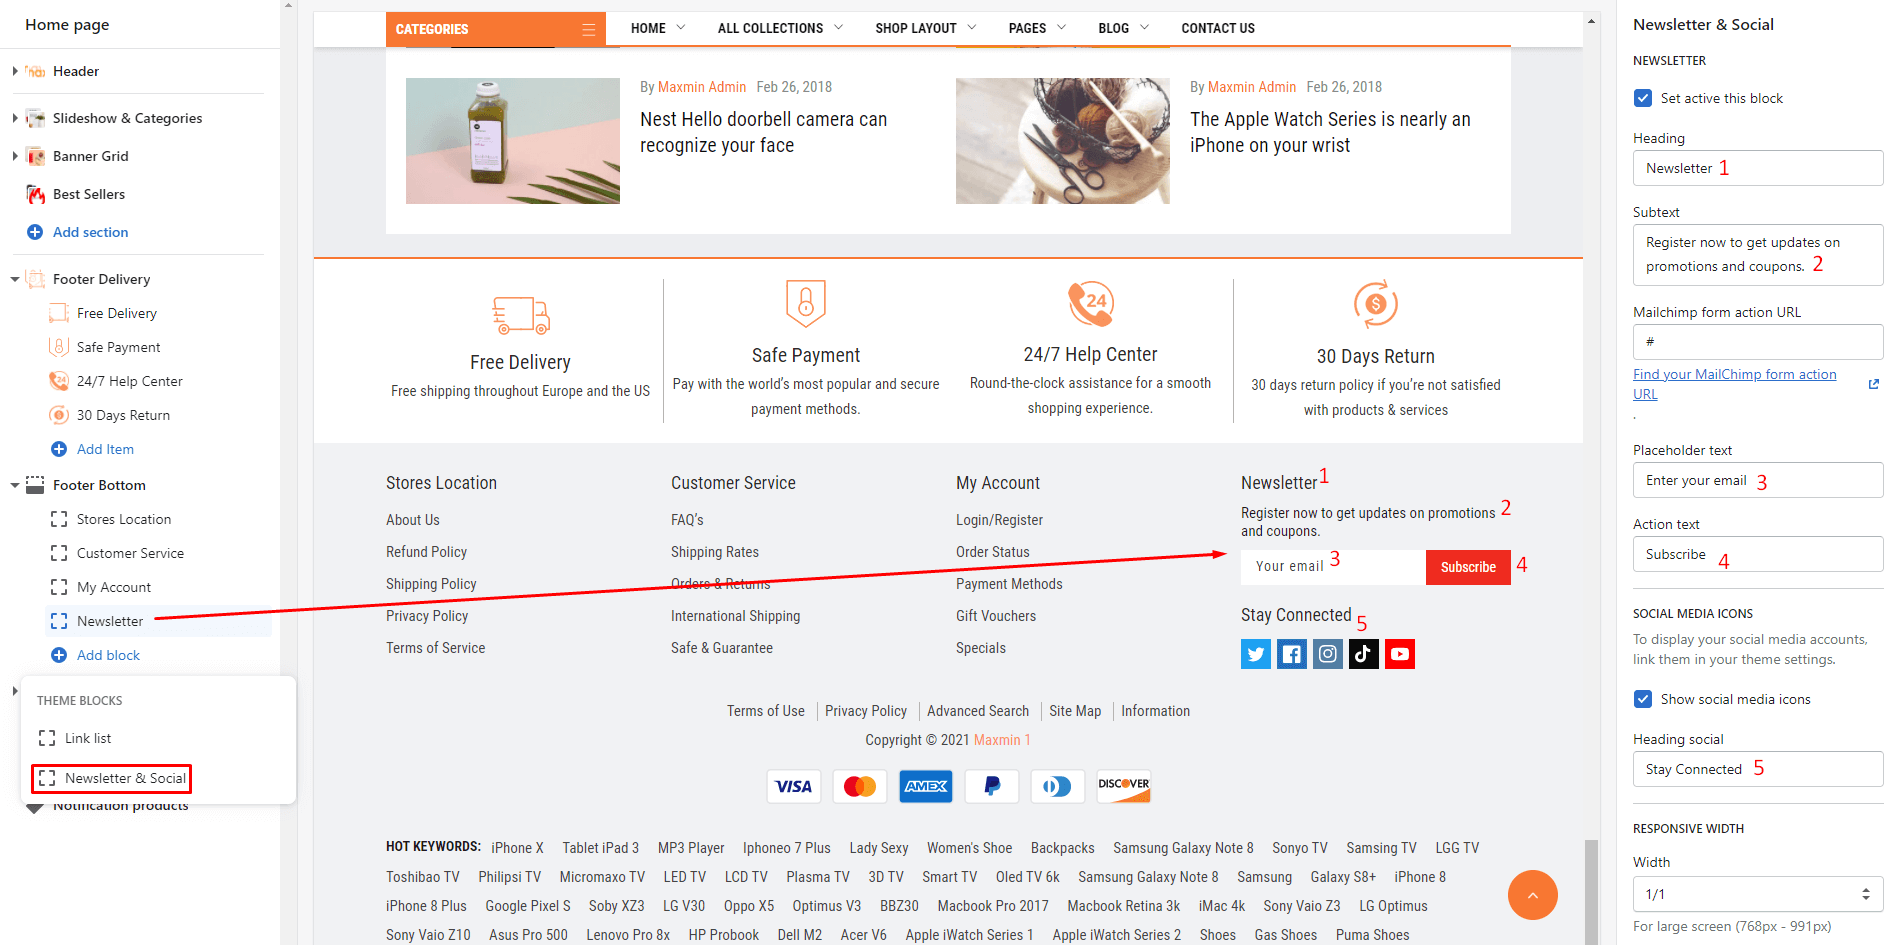 Home page
Header
Slideshow & Categories
Banner Grid
Best Sellers
Add section
Footer Delivery
Free Delivery
Safe Payment
24/7 Help Center
30 Days Return
Add Item
Footer Bottom
Stores Location
Customer Service
My Account
Newsletter
Add block
THEME BLOCKS
Link list
Newsletter & Social
Notification products
CATEGORIES HOME ALL COLLECTIONS SHOP LAYOUT PAGES BLOG CONTACT US
By Maxmin Admin Feb 26, 2018
Nest Hello doorbell camera can
recognize your face
By Maxmin Admin Feb 26, 2018
The Apple Watch Series is nearly an
iPhone on your wrist
Free Delivery
Free shipping throughout Europe and the US
Safe Payment
Pay with the world's most popular and secure
payment methods.
24
24/7 Help Center
Round-the-clock assistance for a smooth
shopping experience.
$
30 Days Return
30 days return policy if you're not satisfied
with products & services
Stores Location
About Us
Refund Policy
Shipping Policy
Privacy Policy
Terms of Service
Customer Service
FAQ's
Shipping Rates
Orders & Returns
International Shipping
Safe & Guarantee
My Account
Login/Register
Order Status
Payment Methods
Gift Vouchers
Specials
Newsletter 1
Register now to get updates on promotions 2
and coupons.
Your email 3 Subscribe 4
Stay Connected 5
Terms of Use Privacy Policy Advanced Search Site Map Information
Copyright © 2021 Maxmin 1
VISA AMEX DISCOVER
HOT KEYWORDS: iPhone X Tablet iPad 3 MP3 Player Iphoneo 7 Plus Lady Sexy Women's Shoe Backpacks Samsung Galaxy Note 8 Sonyo TV Samsing TV LGG TV
Toshibao TV Philipsi TV Micromaxo TV LED TV LCD TV Plasma TV 3D TV Smart TV Oled TV 6k Samsung Galaxy Note 8 Samsung Galaxy S8+ iPhone 8
iPhone 8 Plus Google Pixel S Soby XZ3 LG V30 Oppo X5 Optimus V3 BBZ30 Macbook Pro 2017 Macbook Retina 3k iMac 4k Sony Vaio Z3 LG Optimus
Sony Vaio Z10 Asus Pro 500 Lenovo Pro 8x HP Probook Dell M2 Acer V6 Apple iWatch Series 1 Apple iWatch Series 2 Shoes Gas Shoes Puma Shoes
Newsletter & Social
NEWSLETTER
Set active this block
Heading
Newsletter 1
Subtext
Register now to get updates on
promotions and coupons. 2
Mailchimp form action URL
#
Find your MailChimp form action
URL
.
Placeholder text
Enter your email 3
Action text
Subscribe 4
SOCIAL MEDIA ICONS
To display your social media accounts,
link them in your theme settings.
Show social media icons
Heading social
Stay Connected 5
RESPONSIVE WIDTH
Width
1/1
For large screen (768px - 991px)